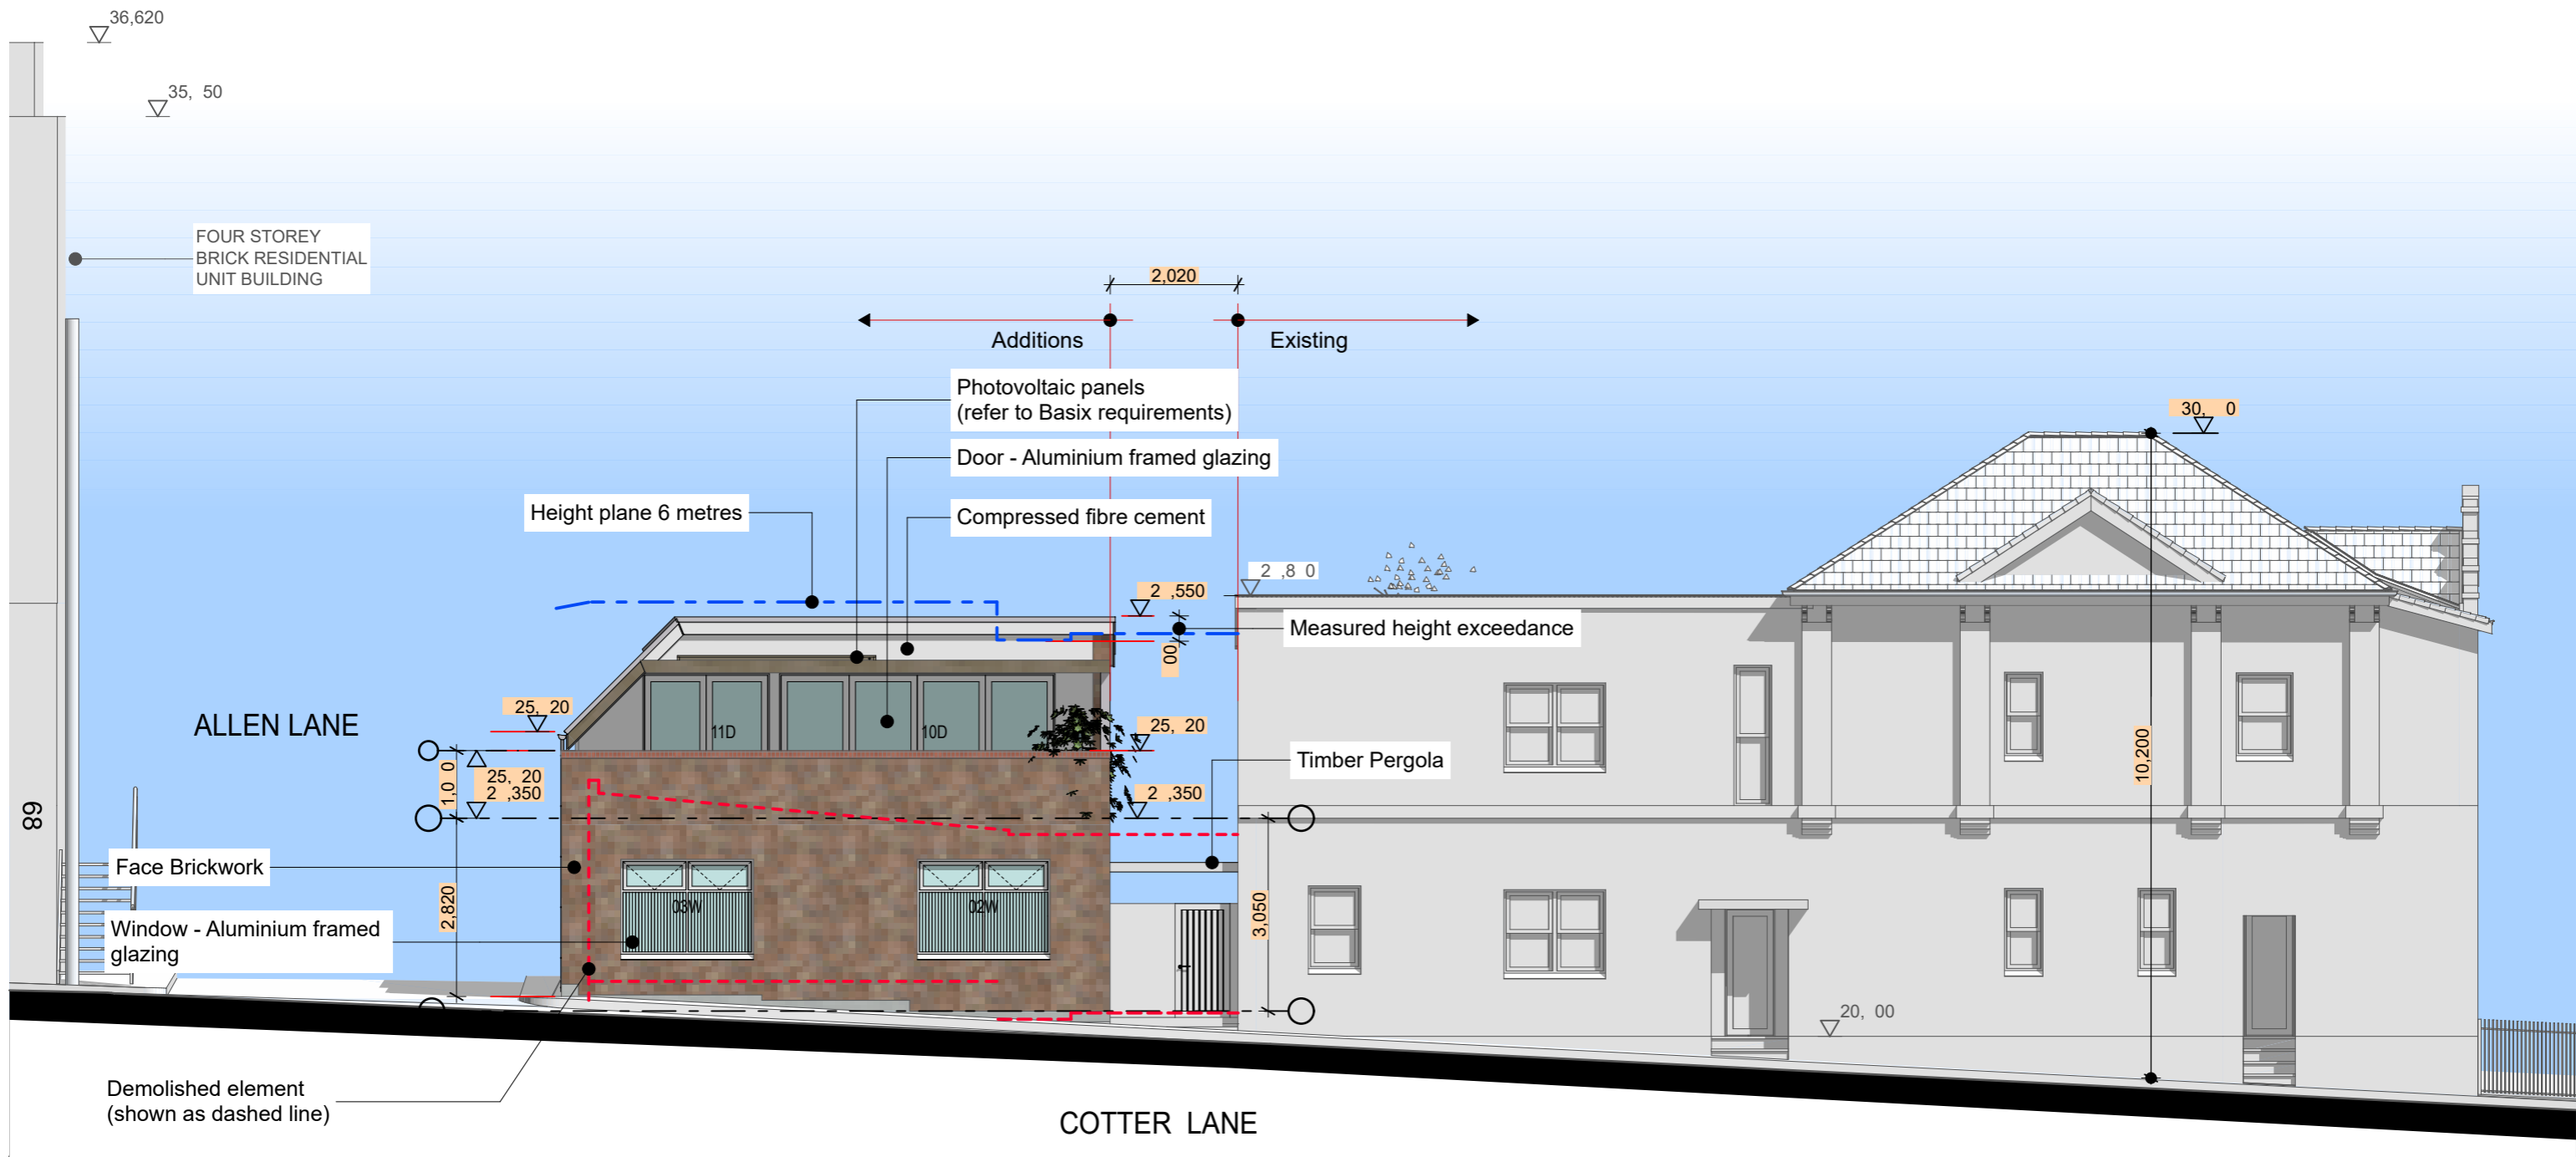 36,620
35, 50
FOUR STOREY
BRICK RESIDENTIAL
UNIT BUILDING
2,020
Additions
Existing
Photovoltaic panels
(refer to Basix requirements)
Door - Aluminium framed glazing
Height plane 6 metres
Compressed fibre cement
30, 0
2 ,8 0
2 ,550
Measured height exceedance
00
ALLEN LANE
25, 20
11D
10D
25, 20
Timber Pergola
10,200
1,0 0
25, 20
2 ,350
2 ,350
89
Face Brickwork
2,820
03W
02W
3,050
Window - Aluminium framed
glazing
20, 00
Demolished element
(shown as dashed line)
COTTER LANE